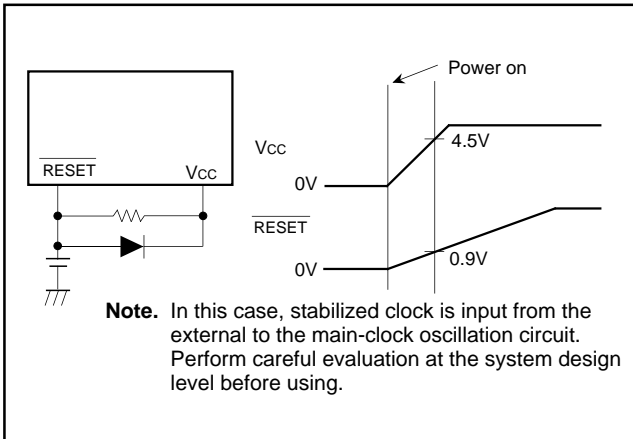 Power on
Vcc
4.5V
RESET
Vcc
0V
RESET
0V
0.9V
Note. In this case, stabilized clock is input from the
external to the main-clock oscillation circuit.
Perform careful evaluation at the system design
level before using.